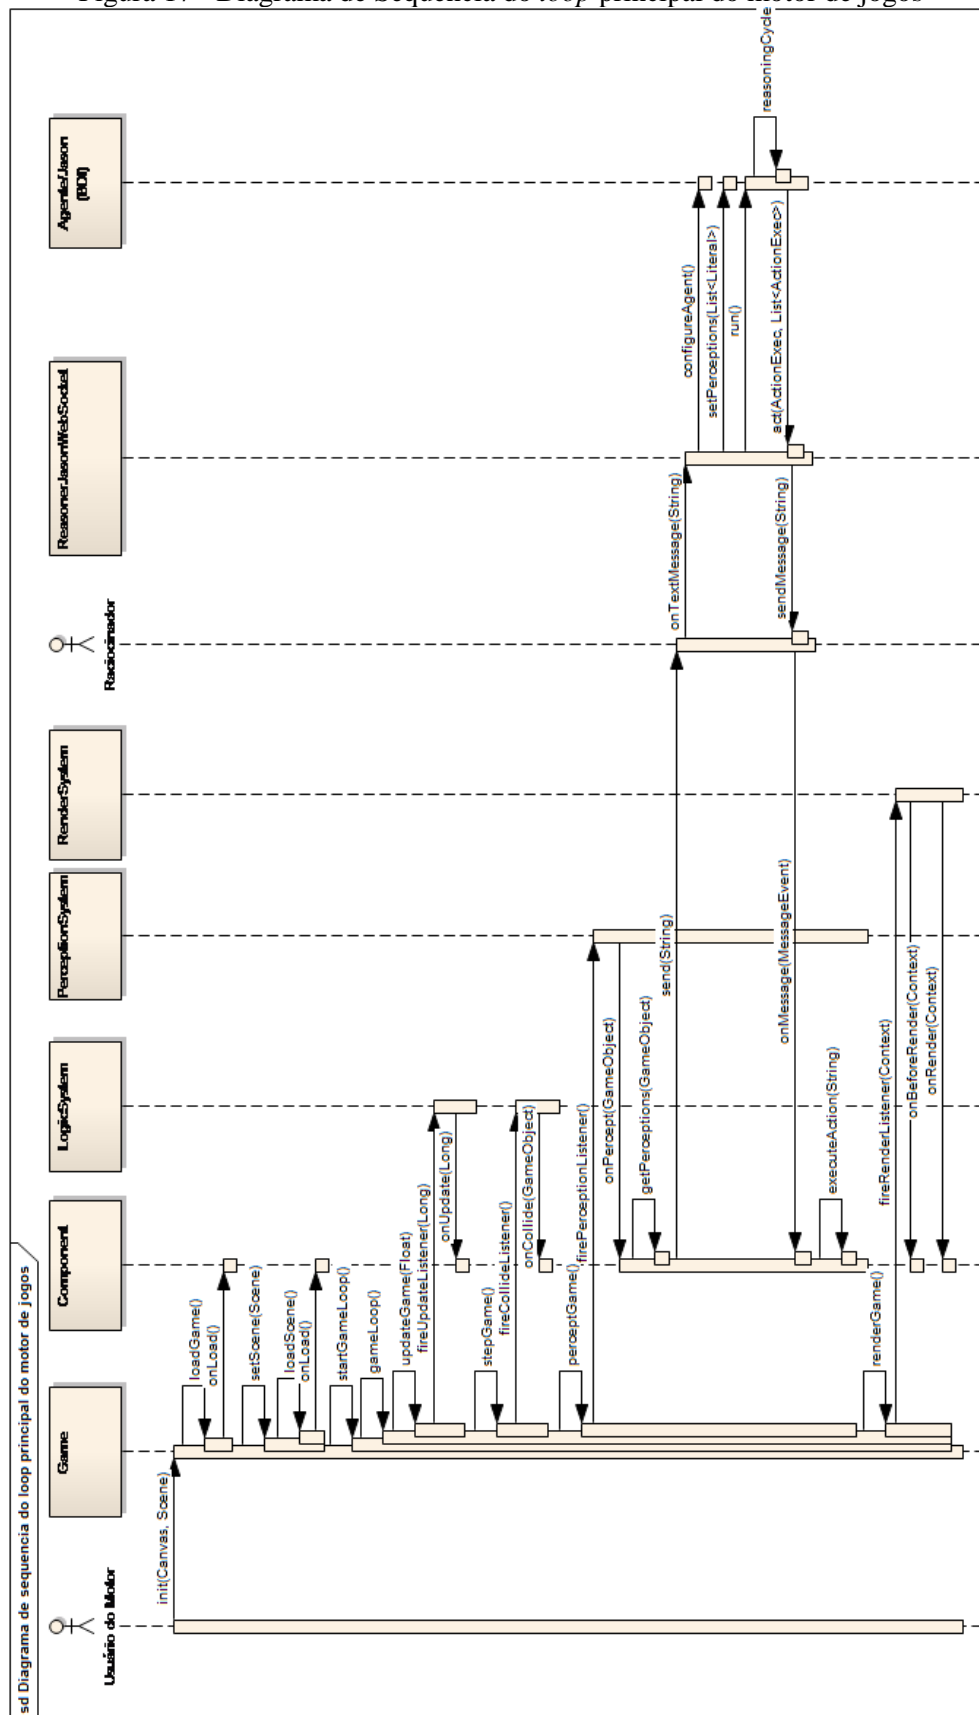 Figura 17 – Diagrama de Sequência do loop principal do motor de jogos
sd Diagrama de sequencia do loop principal do motor de jogos
Usuário do Motor
Game
Component
LogicSystem
PerceptionSystem
RenderSystem
Raciocinador
ReasonerJasonWebSocket
AgenteJason
(BDI)
init(Canvas, Scene)
loadGame()
onLoad()
setScene(Scene)
loadScene()
onLoad()
startGameLoop()
gameLoop()
updateGame(Float)
fireUpdateListener(Long)
onUpdate(Long)
stepGame()
fireCollideListener()
onCollide(GameObject)
perceptGame()
firePerceptionListener()
onPercept(GameObject)
getPerceptions(GameObject)
send(String)
onTextMessage(String)
configureAgent()
setPerceptions(List<Literal>)
run()
reasoningCycle
act(ActionExec, List<ActionExec>)
sendMessage(String)
onMessage(MessageEvent)
executeAction(String)
renderGame()
fireRenderListener(Context)
onBeforeRender(Context)
onRender(Context)